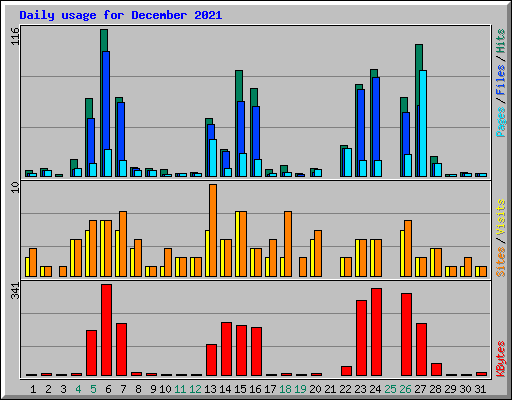 Daily usage for December 2021
116
10
341
Pages / Files / Hits
Sites / Visits
KBytes
1 2 3 4 5 6 7 8 9 10 11 12 13 14 15 16 17 18 19 20 21 22 23 24 25 26 27 28 29 30 31